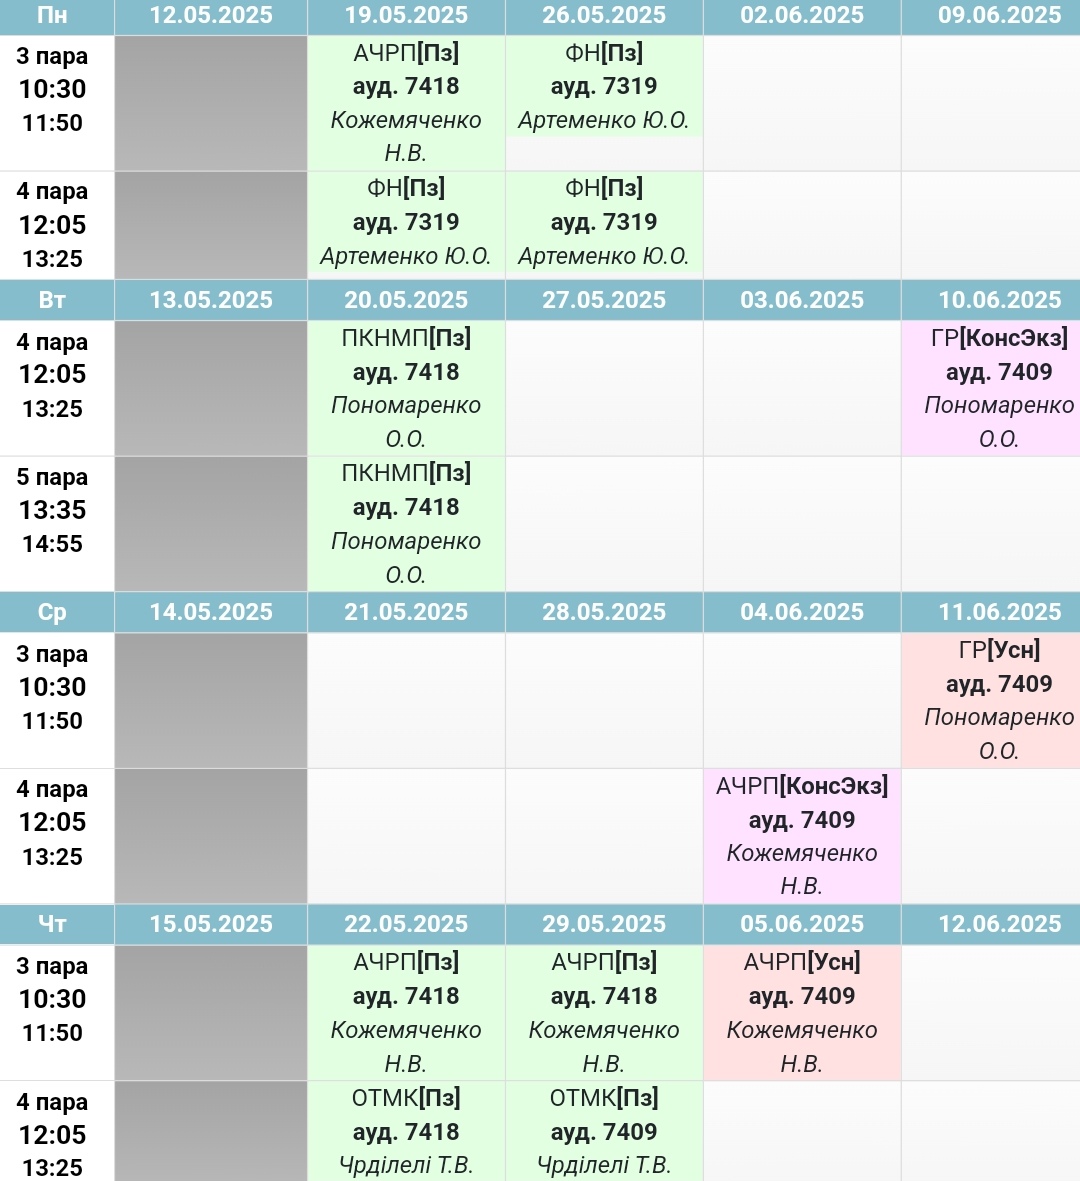 Пн 12.05.2025 19.05.2025 26.05.2025 02.06.2025 09.06.2025
3 пара
10:30
11:50
АЧРП[Пз]
ауд. 7418
Кожемяченко
Н.В.
ФН[Пз]
ауд. 7319
Артеменко Ю.О.
4 пара
12:05
13:25
ФН[Пз]
ауд. 7319
Артеменко Ю.О.
ФН[Пз]
ауд. 7319
Артеменко Ю.О.
Вт 13.05.2025 20.05.2025 27.05.2025 03.06.2025 10.06.2025
4 пара
12:05
13:25
ПКНМП[Пз]
ауд. 7418
Пономаренко
О.О.
ГР[КонсЭкз]
ауд. 7409
Пономаренко
О.О.
5 пара
13:35
14:55
ПКНМП[Пз]
ауд. 7418
Пономаренко
О.О.
Ср 14.05.2025 21.05.2025 28.05.2025 04.06.2025 11.06.2025
3 пара
10:30
11:50
ГР[Усн]
ауд. 7409
Пономаренко
О.О.
4 пара
12:05
13:25
АЧРП[КонсЭкз]
ауд. 7409
Кожемяченко
Н.В.
Чт 15.05.2025 22.05.2025 29.05.2025 05.06.2025 12.06.2025
3 пара
10:30
11:50
АЧРП[Пз]
ауд. 7418
Кожемяченко
Н.В.
АЧРП[Пз]
ауд. 7418
Кожемяченко
Н.В.
АЧРП[Усн]
ауд. 7409
Кожемяченко
Н.В.
4 пара
12:05
13:25
ОТМК[Пз]
ауд. 7418
Чрділелі Т.В.
ОТМК[Пз]
ауд. 7409
Чрділелі Т.В.